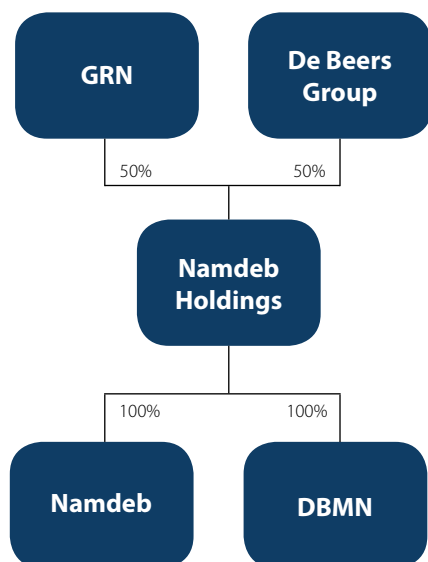 GRN
De Beers
Group
50%
50%
Namdeb
Holdings
100%
100%
Namdeb
DBMN